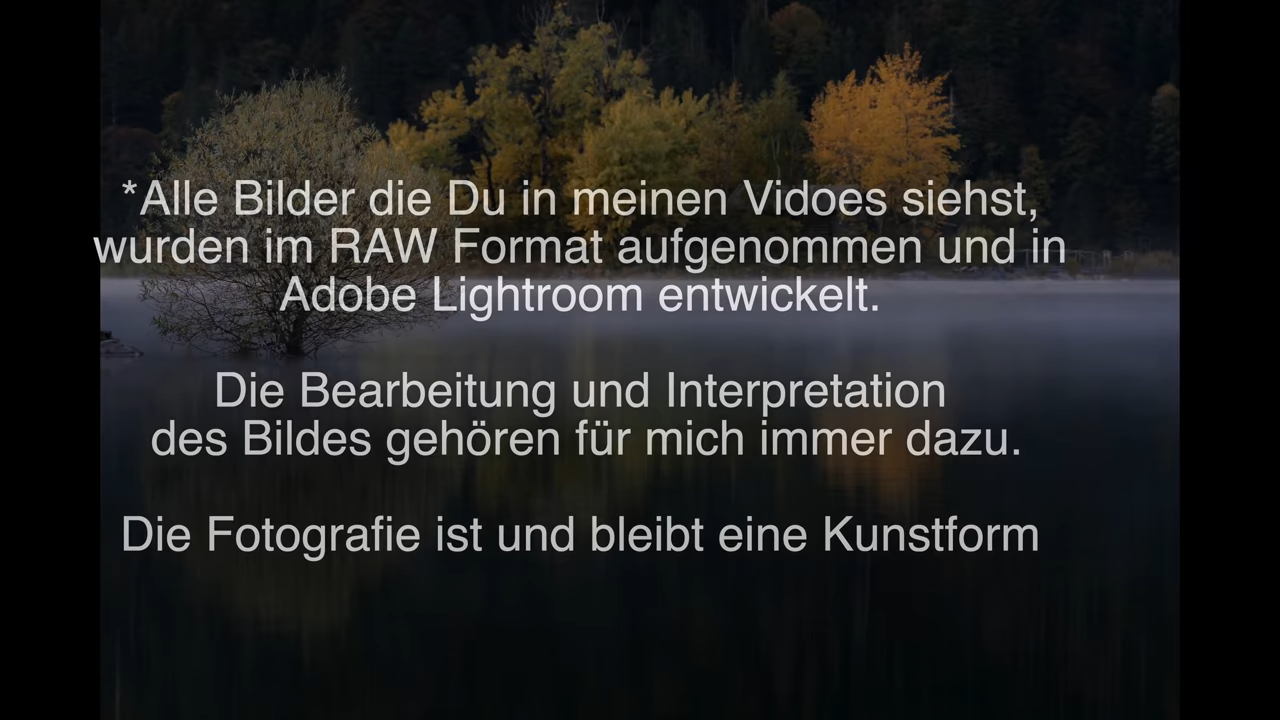 *Alle Bilder die Du in meinen Vidoes siehst,
wurden im RAW Format aufgenommen und in
Adobe Lightroom entwickelt.
Die Bearbeitung und Interpretation
des Bildes gehören für mich immer dazu.
Die Fotografie ist und bleibt eine Kunstform